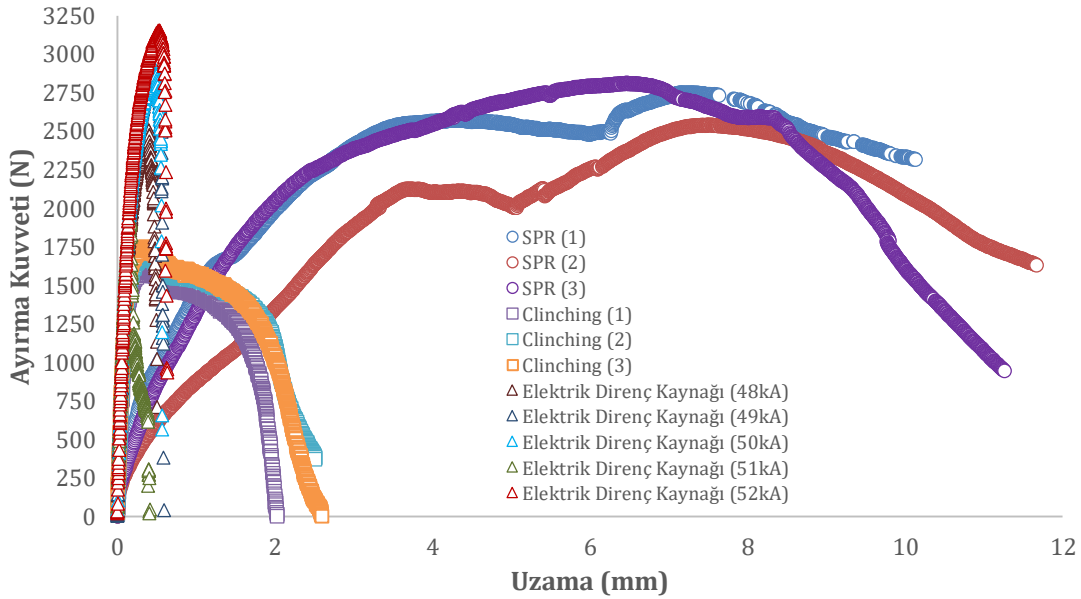 3250
3000
2750
2500
2250
2000
1750
1500
1250
1000
750
500
250
0
Ayırma Kuvveti (N)
SPR (1)
SPR (2)
SPR (3)
Clinching (1)
Clinching (2)
Clinching (3)
Elektrik Direnç Kaynağı (48kA)
Elektrik Direnç Kaynağı (49kA)
Elektrik Direnç Kaynağı (50kA)
Elektrik Direnç Kaynağı (51kA)
Elektrik Direnç Kaynağı (52kA)
0 2 4 6 8 10 12
Uzama (mm)